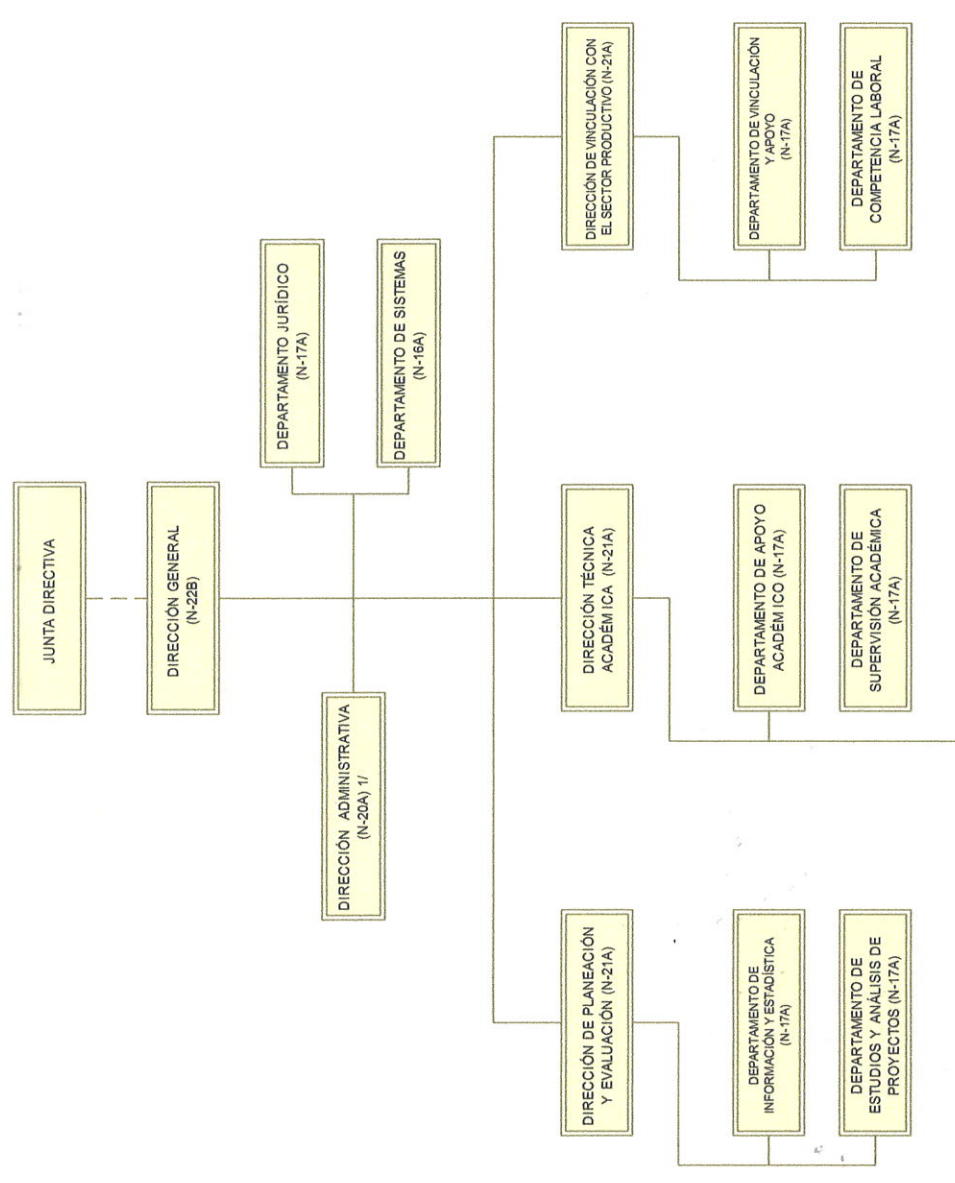 JUNTA DIRECTIVA
DIRECCIÓN GENERAL
(N-22B)
DEPARTAMENTO JURÍDICO
(N-17A)
DIRECCIÓN ADMINISTRATIVA
(N-20A) 1/
DEPARTAMENTO DE SISTEMAS
(N-16A)
DIRECCIÓN DE PLANEACIÓN
Y EVALUACIÓN (N-21A)
DIRECCIÓN TÉCNICA
ACADÉMICA (N-21A)
DIRECCIÓN DE VINCULACIÓN CON
EL SECTOR PRODUCTIVO (N-21A)
DEPARTAMENTO DE
INFORMACIÓN Y ESTADÍSTICA
(N-17A)
DEPARTAMENTO DE APOYO
ACADÉMICO (N-17A)
DEPARTAMENTO DE VINCULACIÓN
Y APOYO
(N-17A)
DEPARTAMENTO DE
ESTUDIOS Y ANÁLISIS DE
PROYECTOS (N-17A)
DEPARTAMENTO DE
SUPERVISIÓN ACADÉMICA
(N-17A)
DEPARTAMENTO DE
COMPETENCIA LABORAL
(N-17A)